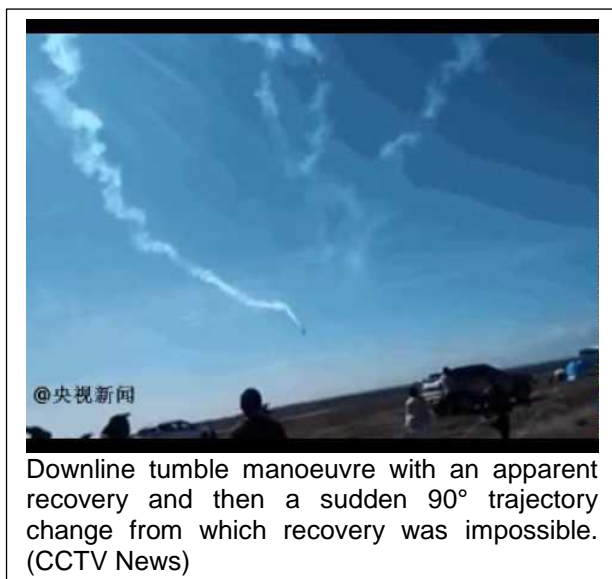 @央视新闻
Downline tumble manoeuvre with an apparent
recovery and then a sudden 90° trajectory
change from which recovery was impossible.
(CCTV News)